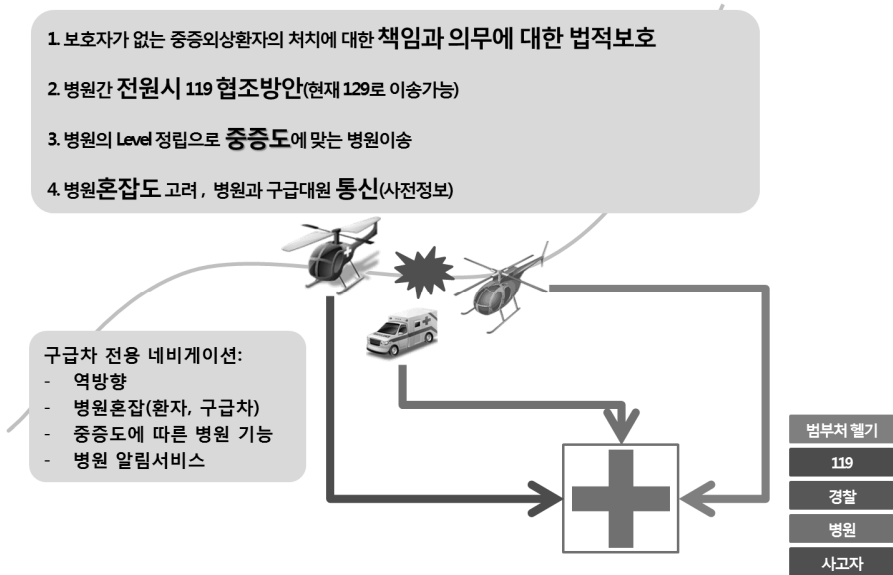 1. 보호자가 없는 중증외상환자의 처치에 대한 책임과 의무에 대한 법적보호
2. 병원간 전원시 119 협조방안(현재 129로 이송가능)
3. 병원의 Level 정립으로 중증도에 맞는 병원이송
4. 병원혼잡도 고려 , 병원과 구급대원 통신(사전정보)
구급차 전용 네비게이션:
- 역방향
- 병원혼잡(환자, 구급차)
- 중증도에 따른 병원 기능
- 병원 알림서비스
범부처 헬기
119
경찰
병원
사고자